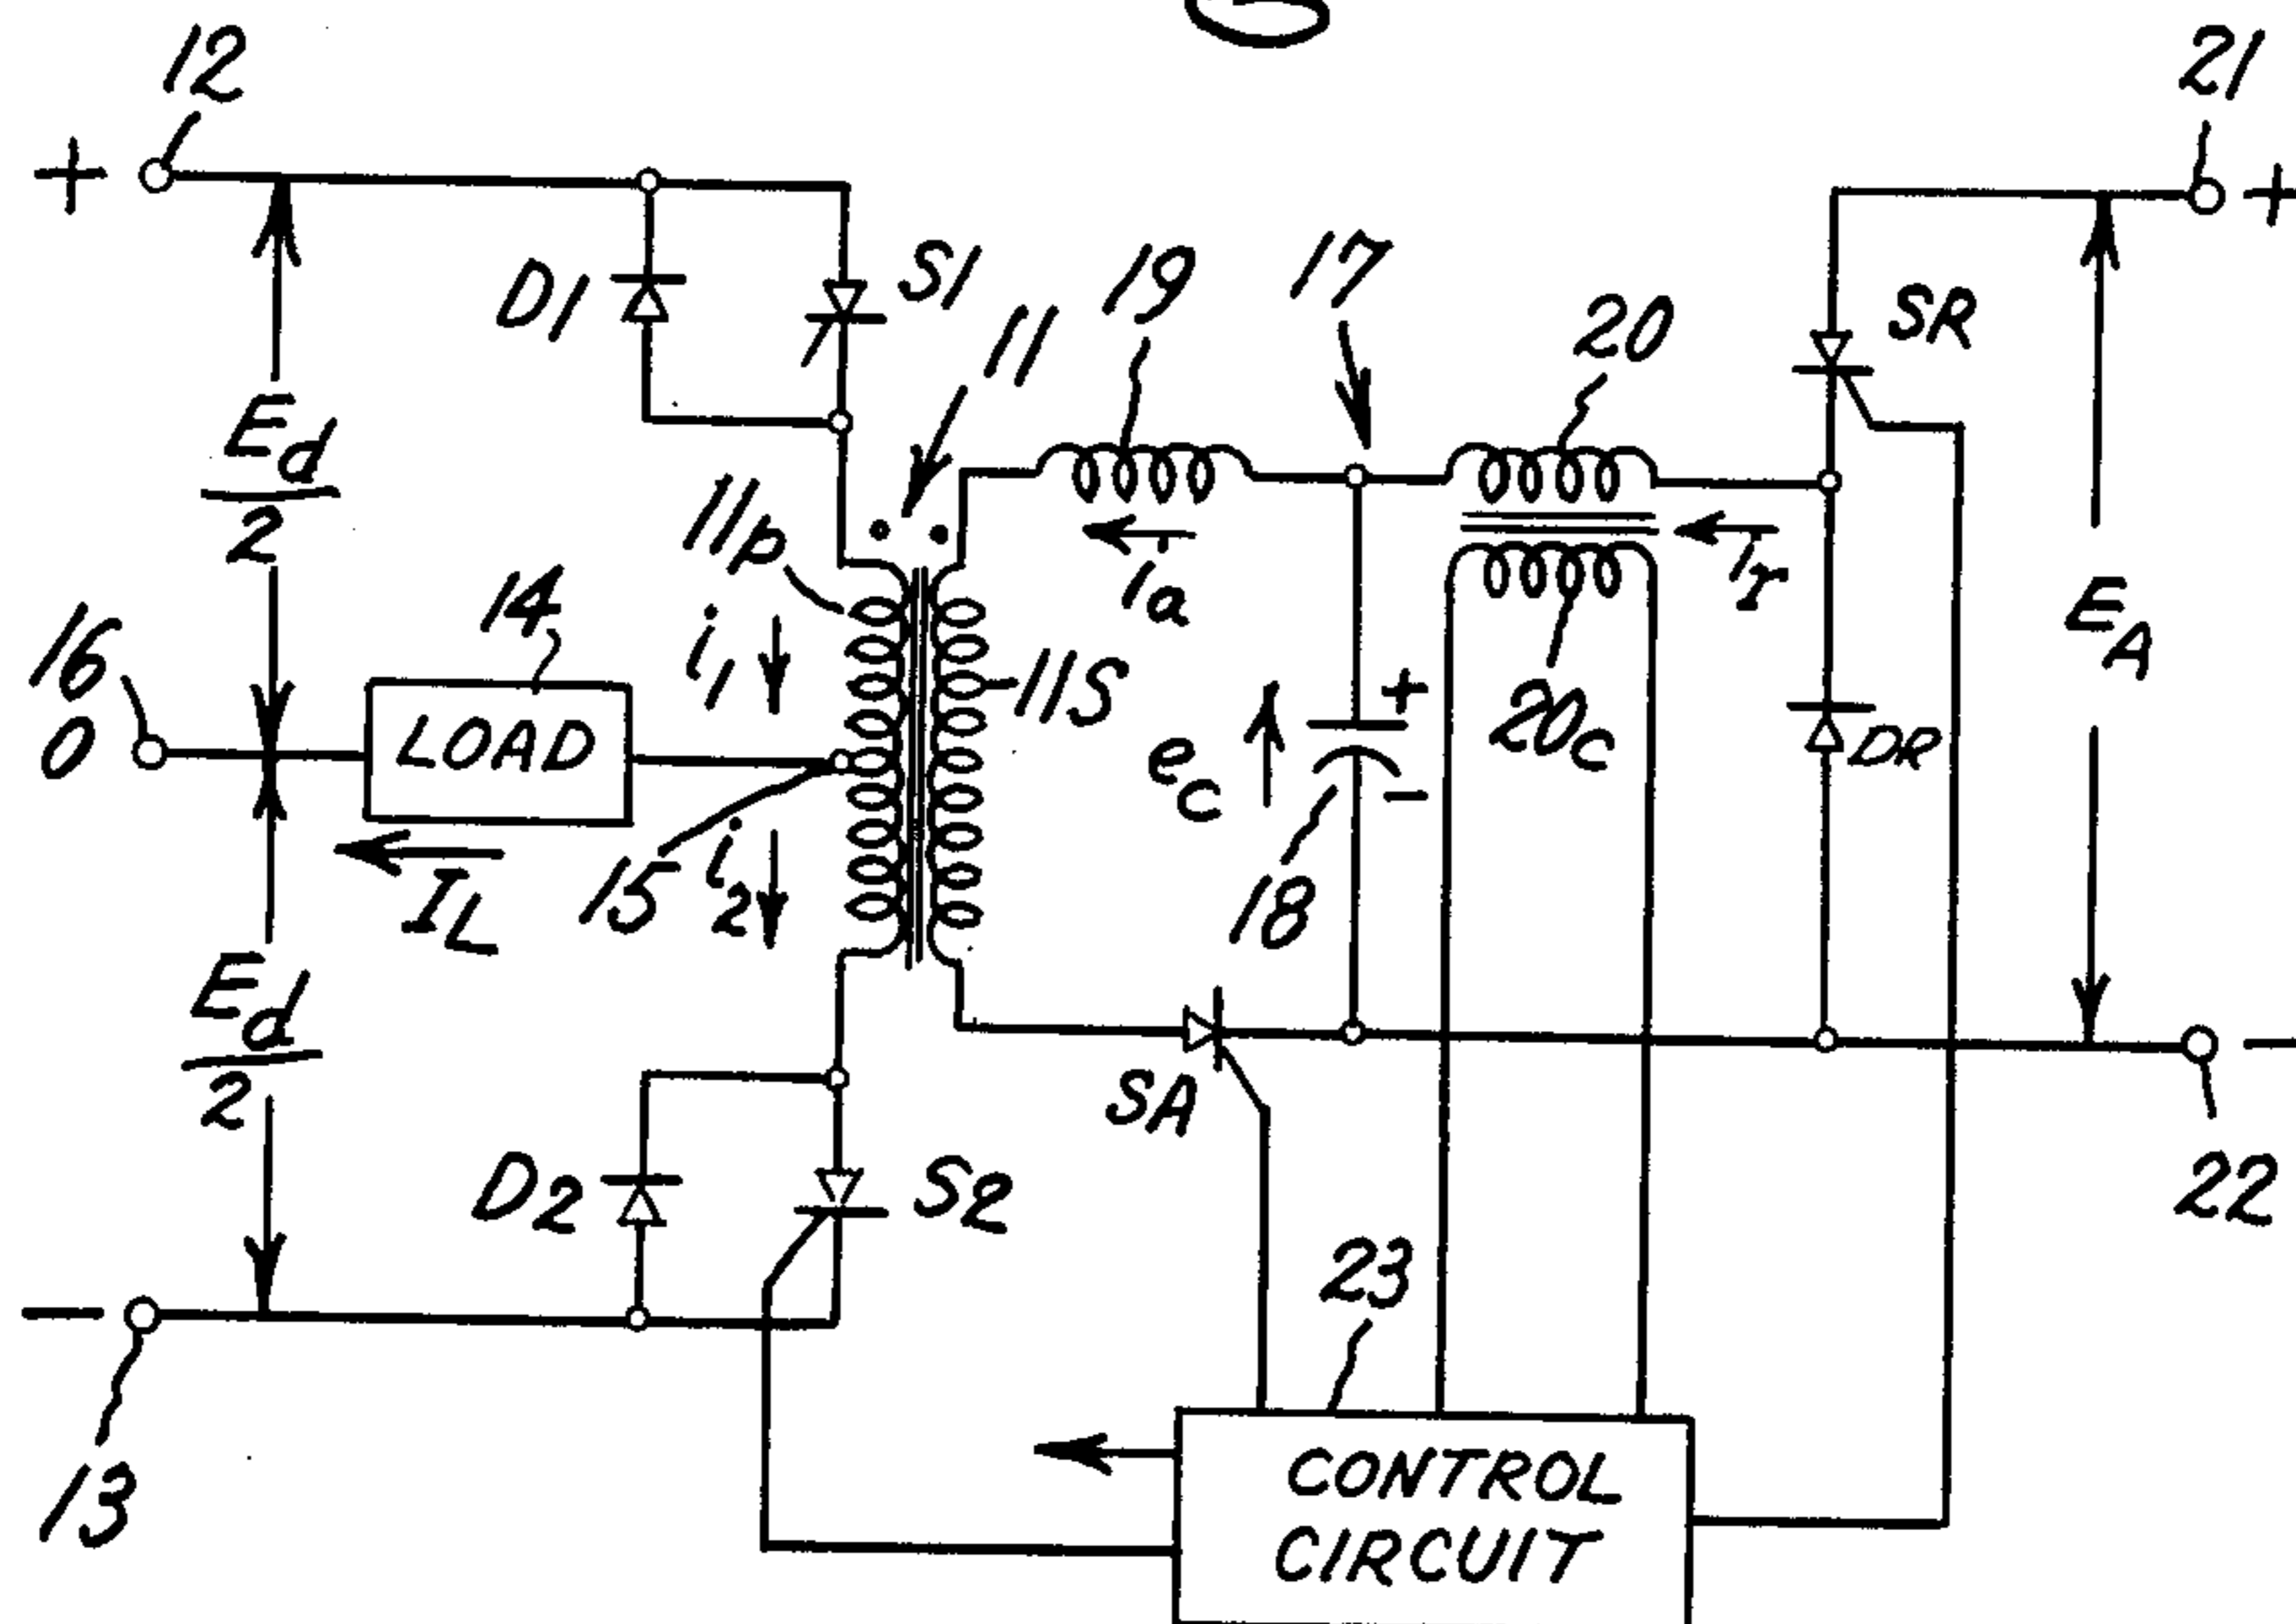 12
21
+
+
D1
S1
11
19
17
20
SR
Ed
2
11p
ia
ir
EA
16
0
14
LOAD
i1
11S
ec
+
−
20c
DR
15
i2
IL
18
Ed
2
SA
D2
S2
22
−
−
13
23
CONTROL
CIRCUIT